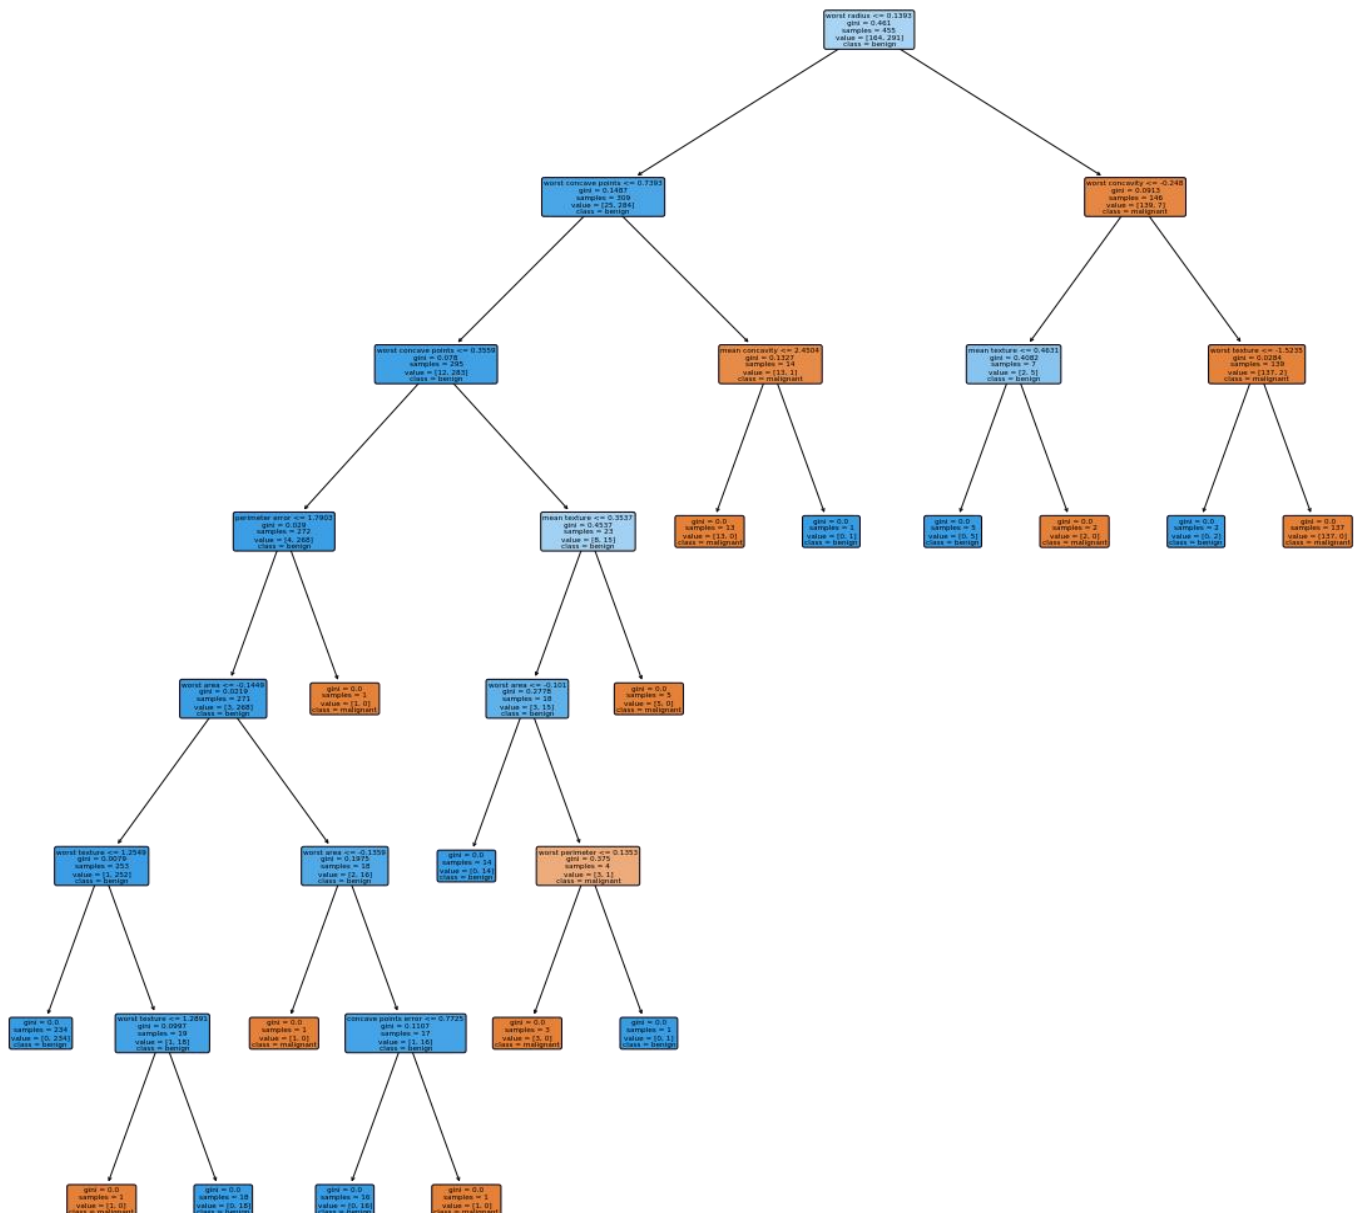 worst radius <= 0.1393
gini = 0.461
samples = 455
value = [164, 291]
class = benign
worst concave points <= 0.7393
gini = 0.1487
samples = 309
value = [25, 284]
class = benign
worst concavity <= -0.248
gini = 0.0913
samples = 146
value = [139, 7]
class = malignant
worst concave points <= 0.3559
gini = 0.078
samples = 295
value = [12, 283]
class = benign
mean concavity <= 2.4504
gini = 0.1327
samples = 14
value = [13, 1]
class = malignant
mean texture <= 0.4631
gini = 0.4082
samples = 7
value = [2, 5]
class = benign
worst texture <= -1.5235
gini = 0.0284
samples = 139
value = [137, 2]
class = malignant
perimeter error <= 1.7903
gini = 0.029
samples = 272
value = [4, 268]
class = benign
mean texture <= 0.3537
gini = 0.4537
samples = 23
value = [8, 15]
class = benign
gini = 0.0
samples = 13
value = [13, 0]
class = malignant
gini = 0.0
samples = 1
value = [0, 1]
class = benign
gini = 0.0
samples = 5
value = [0, 5]
class = benign
gini = 0.0
samples = 2
value = [2, 0]
class = malignant
gini = 0.0
samples = 2
value = [0, 2]
class = benign
gini = 0.0
samples = 137
value = [137, 0]
class = malignant
worst area <= -0.1449
gini = 0.0219
samples = 271
value = [3, 268]
class = benign
gini = 0.0
samples = 1
value = [1, 0]
class = malignant
worst area <= -0.101
gini = 0.2778
samples = 18
value = [3, 15]
class = benign
gini = 0.0
samples = 5
value = [5, 0]
class = malignant
worst texture <= 1.2549
gini = 0.0079
samples = 253
value = [1, 252]
class = benign
worst area <= -0.1359
gini = 0.1975
samples = 18
value = [2, 16]
class = benign
gini = 0.0
samples = 14
value = [0, 14]
class = benign
worst perimeter <= 0.1353
gini = 0.375
samples = 4
value = [3, 1]
class = malignant
gini = 0.0
samples = 234
value = [0, 234]
class = benign
worst texture <= 1.2891
gini = 0.0997
samples = 19
value = [1, 18]
class = benign
gini = 0.0
samples = 1
value = [1, 0]
class = malignant
concave points error <= 0.7725
gini = 0.1107
samples = 17
value = [1, 16]
class = benign
gini = 0.0
samples = 3
value = [3, 0]
class = malignant
gini = 0.0
samples = 1
value = [0, 1]
class = benign
gini = 0.0
samples = 1
value = [1, 0]
class = malignant
gini = 0.0
samples = 18
value = [0, 18]
class = benign
gini = 0.0
samples = 16
value = [0, 16]
class = benign
gini = 0.0
samples = 1
value = [1, 0]
class = malignant